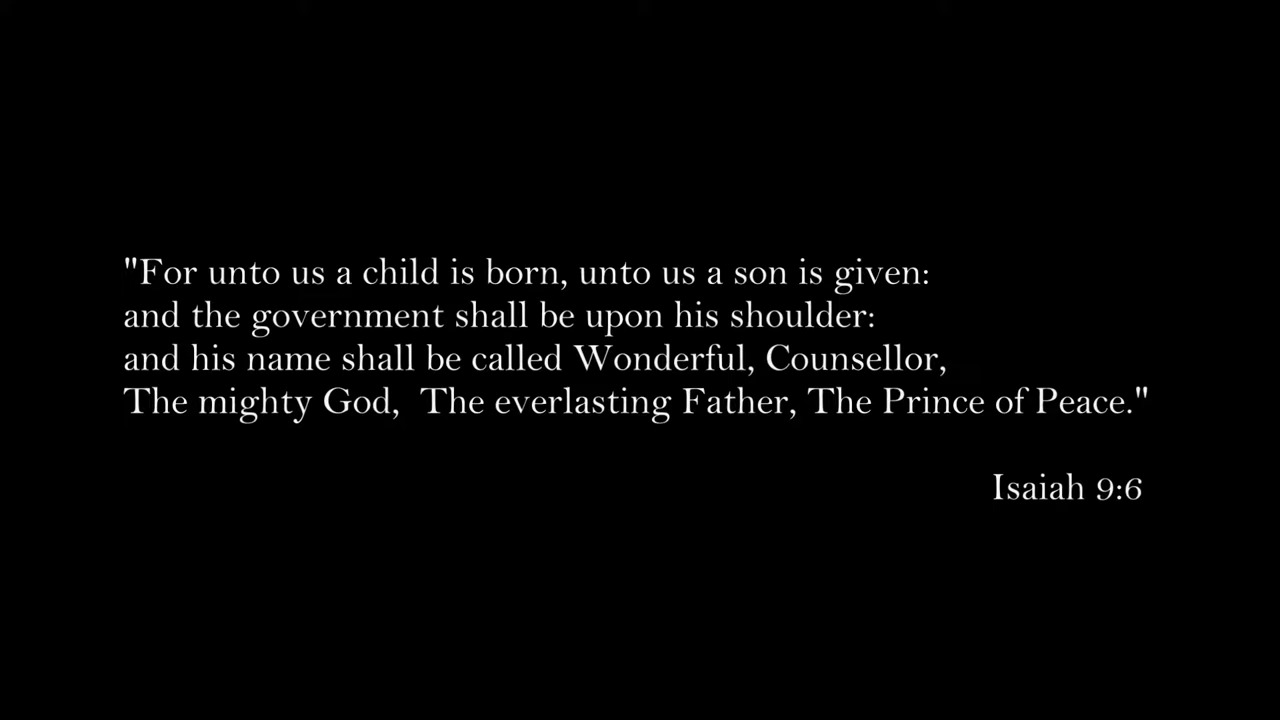 "For unto us a child is born, unto us a son is given:
and the government shall be upon his shoulder:
and his name shall be called Wonderful, Counsellor,
The mighty God,  The everlasting Father, The Prince of Peace."
Isaiah 9:6